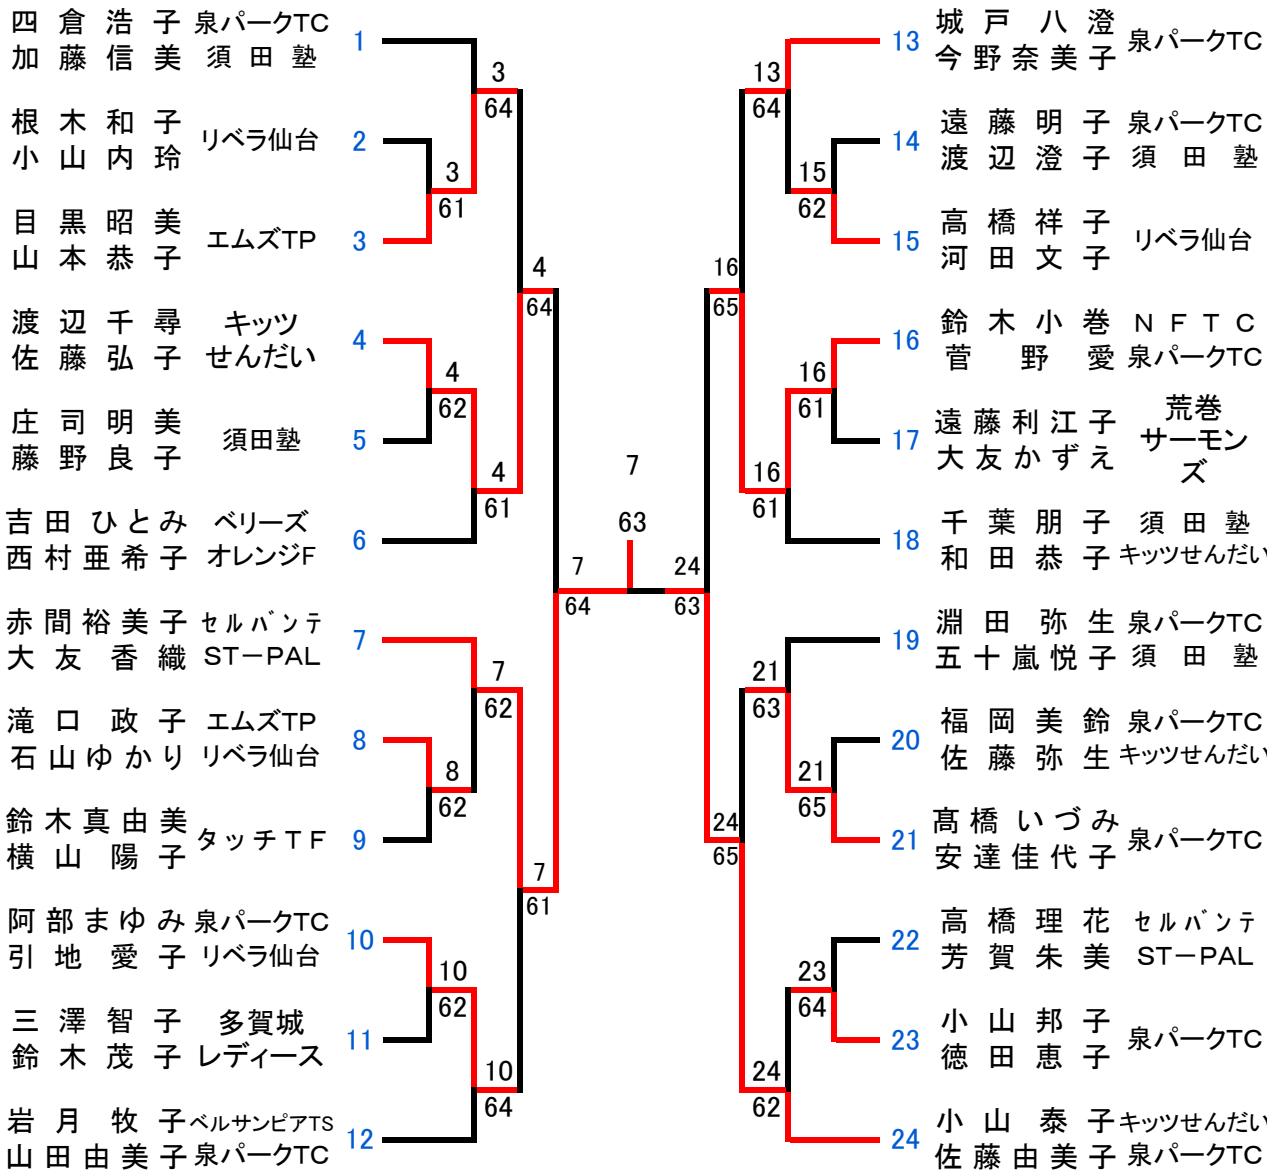 四倉浩子 泉パークTC
加藤信美 須田塾
1
根木和子
小山内玲
リベラ仙台
2
目黒昭美
山本恭子
エムズTP
3
渡辺千尋 キッツ
佐藤弘子 せんだい
4
庄司明美
藤野良子
須田塾
5
吉田ひとみ ベリーズ
西村亜希子 オレンジF
6
赤間裕美子 セルバンテ
大友香織 STーPAL
7
滝口政子 エムズTP
石山ゆかり リベラ仙台
8
鈴木真由美
横山陽子
タッチTF
9
阿部まゆみ 泉パークTC
引地愛子 リベラ仙台
10
三澤智子 多賀城
鈴木茂子 レディース
11
岩月牧子 ベルサンピアTS
山田由美子 泉パークTC
12
3
64
3
61
4
64
4
62
4
61
7
64
7
62
8
62
7
61
10
62
10
64
7
63
24
63
13
64
15
62
16
65
16
61
16
61
21
63
21
65
24
65
23
64
24
62
13
城戸八澄
今野奈美子
泉パークTC
14
遠藤明子 泉パークTC
渡辺澄子 須田塾
15
高橋祥子
河田文子
リベラ仙台
16
鈴木小巻 NFTC
菅野愛 泉パークTC
17
遠藤利江子
大友かずえ
荒巻
サーモン
ズ
18
千葉朋子 須田塾
和田恭子 キッツせんだい
19
淵田弥生 泉パークTC
五十嵐悦子 須田塾
20
福岡美鈴 泉パークTC
佐藤弥生 キッツせんだい
21
髙橋いづみ
安達佳代子
泉パークTC
22
高橋理花 セルバンテ
芳賀朱美 STーPAL
23
小山邦子
徳田恵子
泉パークTC
24
小山泰子 キッツせんだい
佐藤由美子 泉パークTC